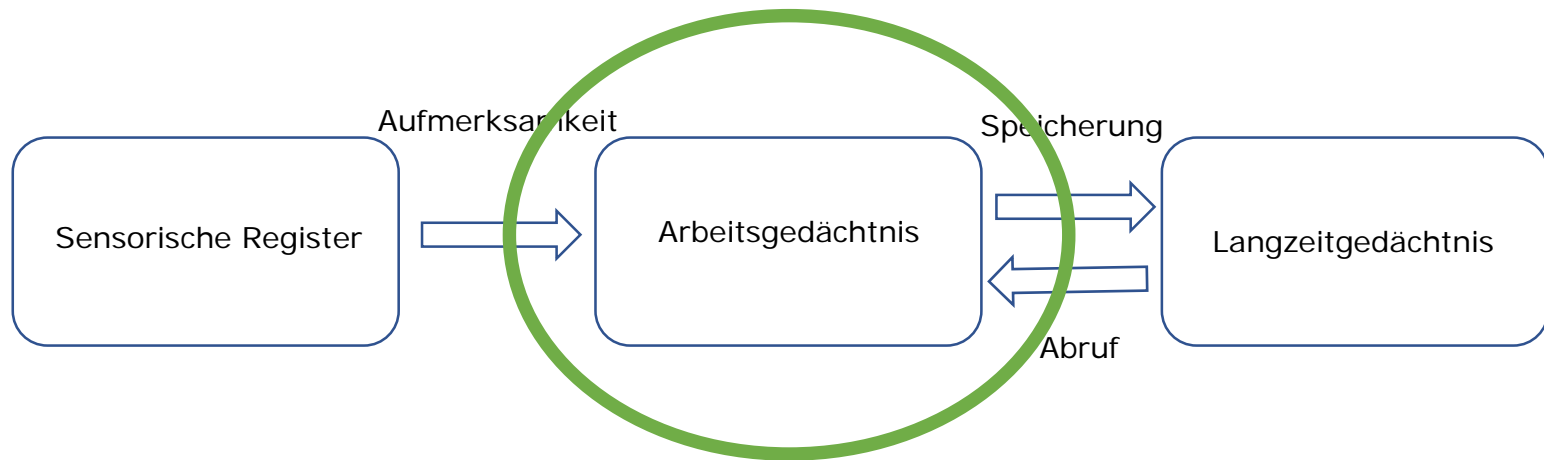 Aufmerksamkeit
Speicherung
Sensorische Register
Arbeitsgedächtnis
Langzeitgedächtnis
Abruf